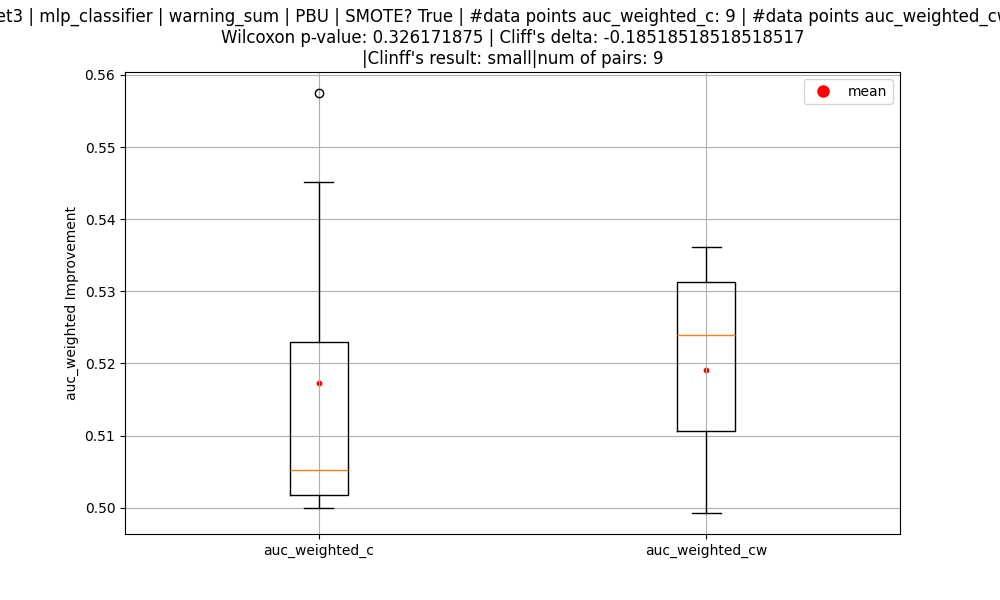 | mlp_classifier | warning_sum | PBU | SMOTE? True | #data points auc_weighted_c: 9 | #data points
Wilcoxon p-value: 0.326171875 | Cliff's delta: -0.18518518518518517
|Clinff's result: small|num of pairs: 9
mean
0.56
0.55
0.54
0.53
0.52
0.51
0.50
auc_weighted Improvement
auc_weighted_c
auc_weighted_cw